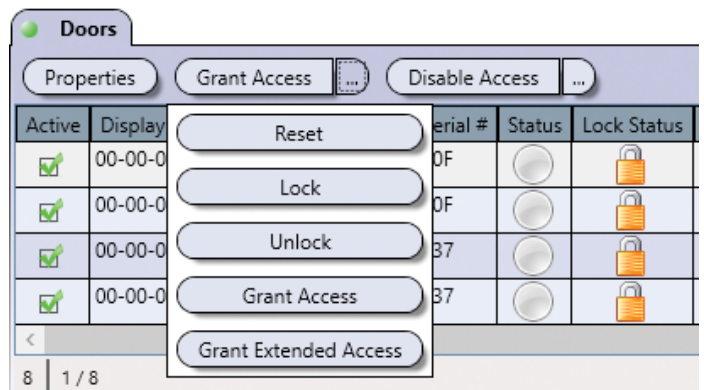 Doors
Properties
Grant Access
...
Disable Access
...
Active
Display
erial #
Status
Lock Status
00-00-0
0F
00-00-0
0F
00-00-0
37
00-00-0
37
Reset
Lock
Unlock
Grant Access
Grant Extended Access
8
1 / 8